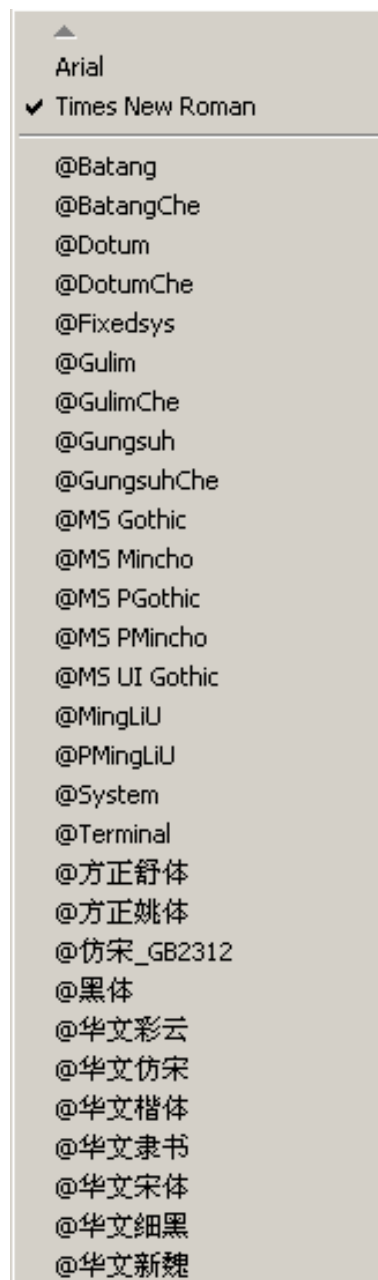 Arial
Times New Roman
@Batang
@BatangChe
@Dotum
@DotumChe
@Fixedsys
@Gulim
@GulimChe
@Gungsuh
@GungsuhChe
@MS Gothic
@MS Mincho
@MS PGothic
@MS PMincho
@MS UI Gothic
@MingLiU
@PMingLiU
@System
@Terminal
@方正舒体
@方正姚体
@仿宋_GB2312
@黑体
@华文彩云
@华文仿宋
@华文楷体
@华文隶书
@华文宋体
@华文细黑
@华文新魏